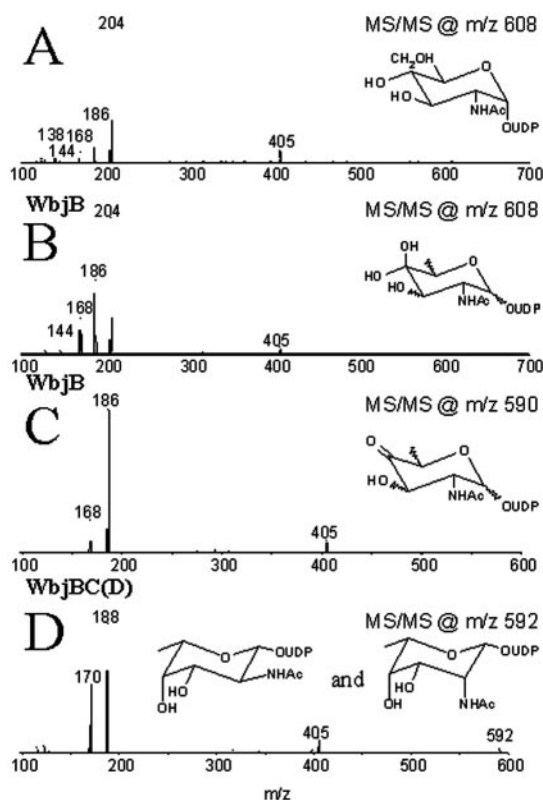 A
204
MS/MS @ m/z 608
CH₂OH
O
HO
HO
NHAc
OUDP
186
138 168
144
405
100 200 300 400 500 600 700
WbjB
B
204
MS/MS @ m/z 608
OH
O
HO
HO
NHAc
OUDP
186
168
144
405
100 200 300 400 500 600 700
WbjB
C
186
MS/MS @ m/z 590
O
O
HO
NHAc
OUDP
168
405
100 200 300 400 500 600
WbjBC(D)
D
188
MS/MS @ m/z 592
O
OUDP
NHAc
HO
OH
and
O
OUDP
HO
NHAc
OH
170
405
592
100 200 300 400 500 600
m/z